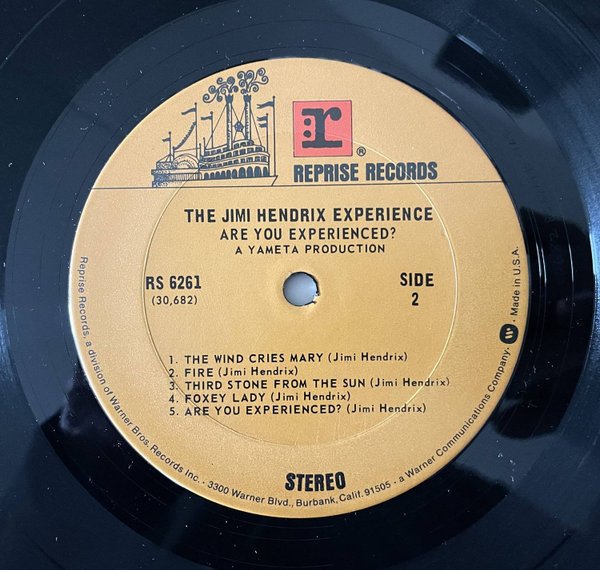 r
®
REPRISE RECORDS
THE JIMI HENDRIX EXPERIENCE
ARE YOU EXPERIENCED?
A YAMETA PRODUCTION
RS 6261
(30,682)
SIDE
2
1. THE WIND CRIES MARY (Jimi Hendrix)
2. FIRE (Jimi Hendrix)
3. THIRD STONE FROM THE SUN (Jimi Hendrix)
4. FOXEY LADY (Jimi Hendrix)
5. ARE YOU EXPERIENCED? (Jimi Hendrix)
STEREO
Reprise Records, a division of Warner Bros. Records Inc. · 3300 Warner Blvd., Burbank, Calif. 91505 · a Warner Communications Company · Made in U.S.A.